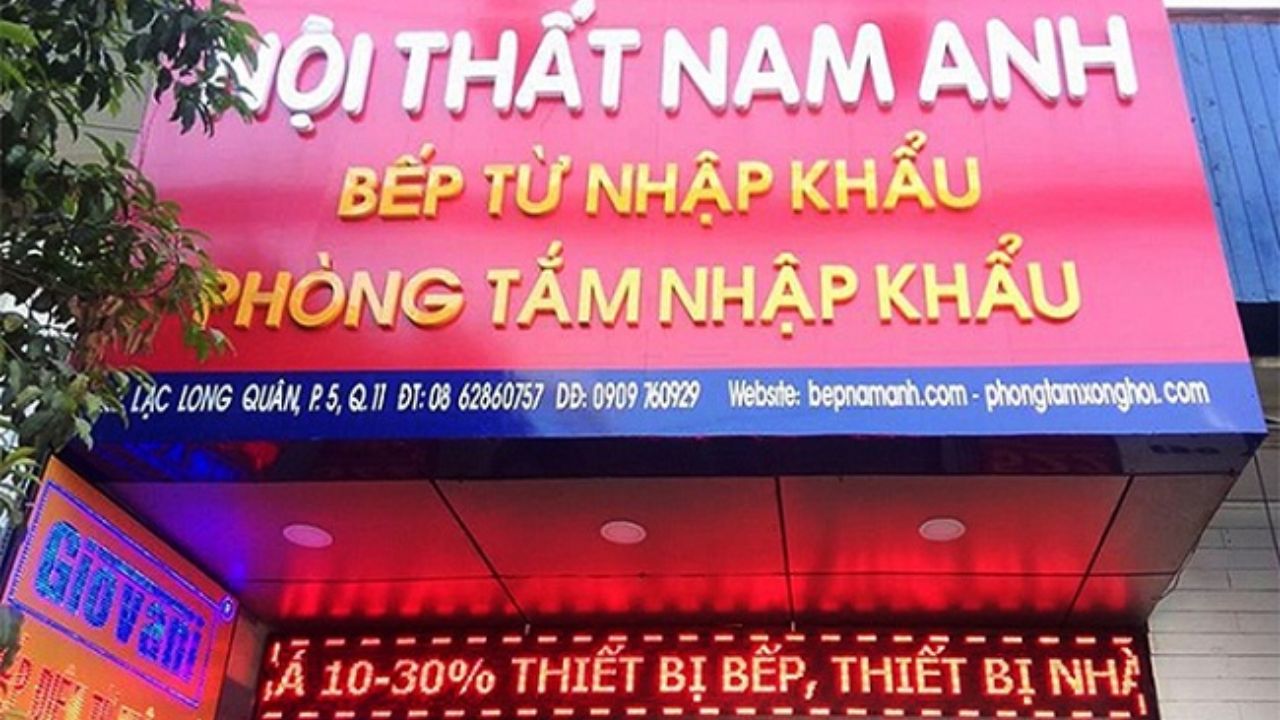 NỘI THẤT NAM ANH
BẾP TỪ NHẬP KHẨU
PHÒNG TẮM NHẬP KHẨU
LẠC LONG QUÂN, P. 5, Q. 11 ĐT: 08 62860757 DĐ: 0909 760929 Website: bepnamanh.com - phongtamxonghoi.com
Giovani
10-30% THIẾT BỊ BẾP, THIẾT BỊ NHÀ